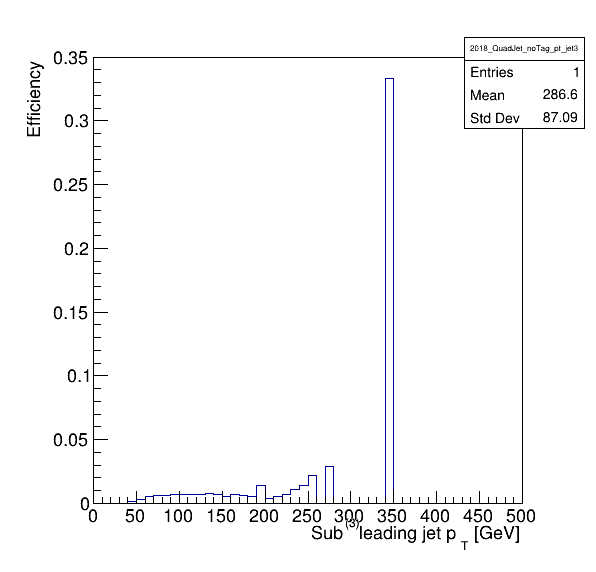 2018_QuadJet_noTag_pt_jet3
Entries 1
Mean 286.6
Std Dev 87.09
Efficiency
0.35
0.3
0.25
0.2
0.15
0.1
0.05
0
0 50 100 150 200 250 300 350 400 450 500
Sub(3)leading jet p T [GeV]